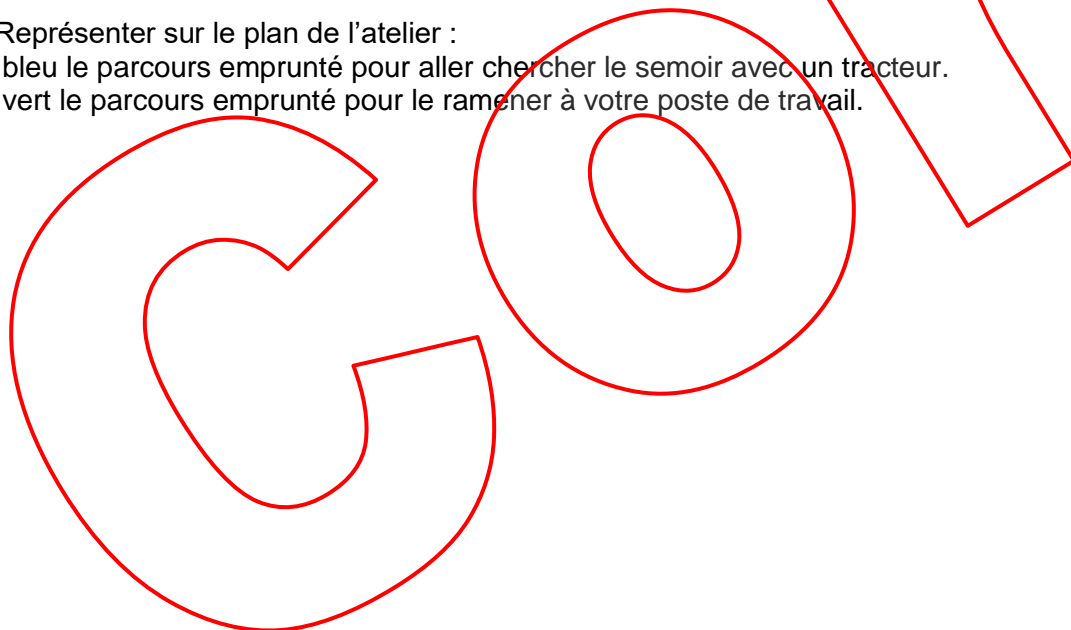 Représenter sur le plan de l’atelier :
bleu le parcours emprunté pour aller chercher le semoir avec un tracteur.
vert le parcours emprunté pour le ramener à votre poste de travail.
Co